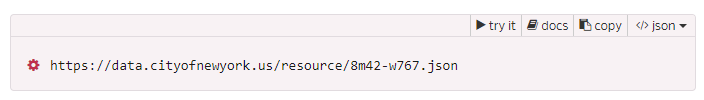 try it docs copy </> json
https://data.cityofnewyork.us/resource/8m42-w767.json